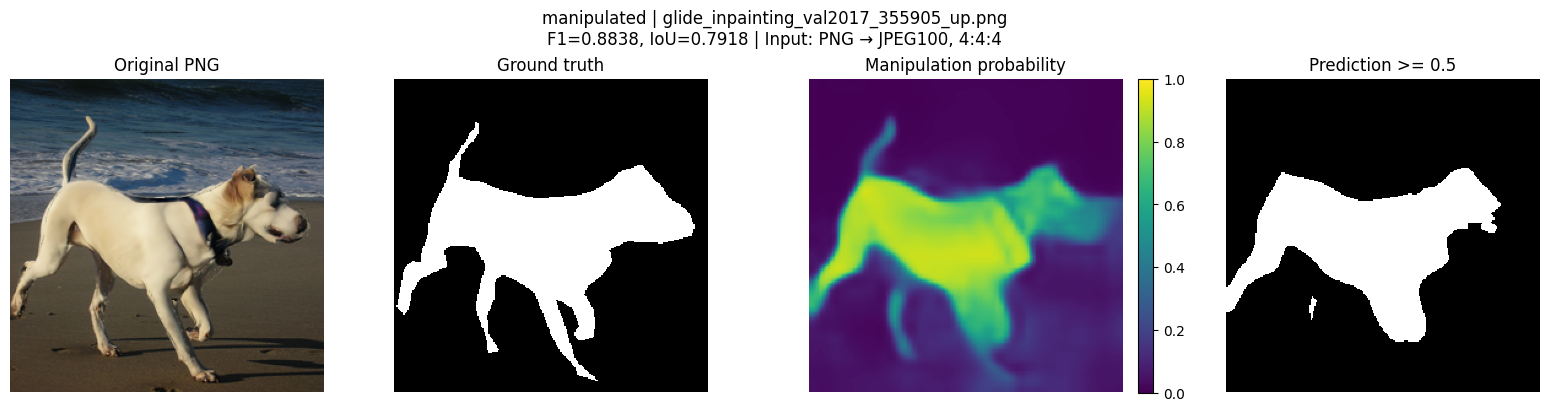 manipulated | glide_inpainting_val2017_355905_up.png
F1=0.8838, IoU=0.7918 | Input: PNG → JPEG100, 4:4:4
Original PNG
Ground truth
Manipulation probability
Prediction >= 0.5
1.0
0.8
0.6
0.4
0.2
0.0